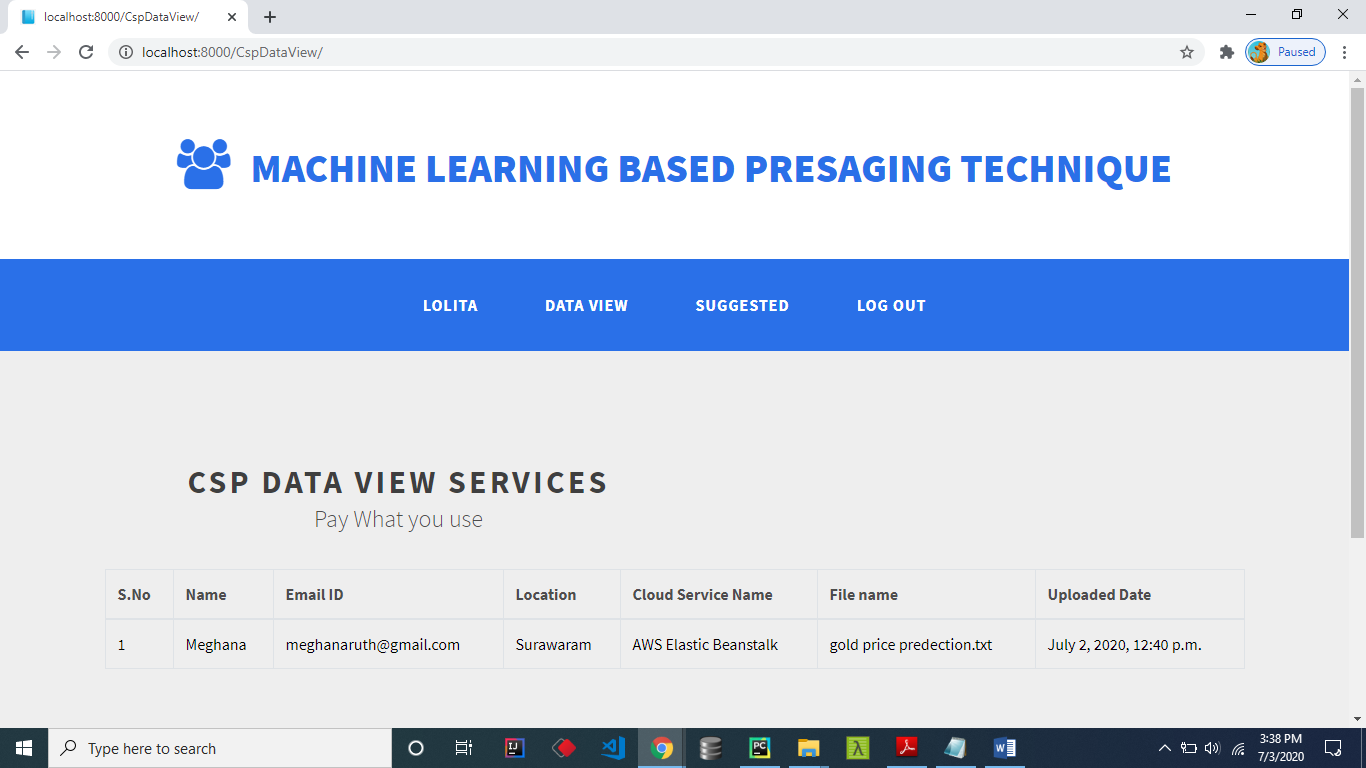 localhost:8000/CspDataView/
localhost:8000/CspDataView/
Paused
MACHINE LEARNING BASED PRESAGING TECHNIQUE
LOLITA DATA VIEW SUGGESTED LOG OUT
CSP DATA VIEW SERVICES
Pay What you use
S.No Name Email ID Location Cloud Service Name File name Uploaded Date
1 Meghana meghanaruth@gmail.com Surawaram AWS Elastic Beanstalk gold price predection.txt July 2, 2020, 12:40 p.m.
Type here to search
IJ
PC
W
3:38 PM
7/3/2020